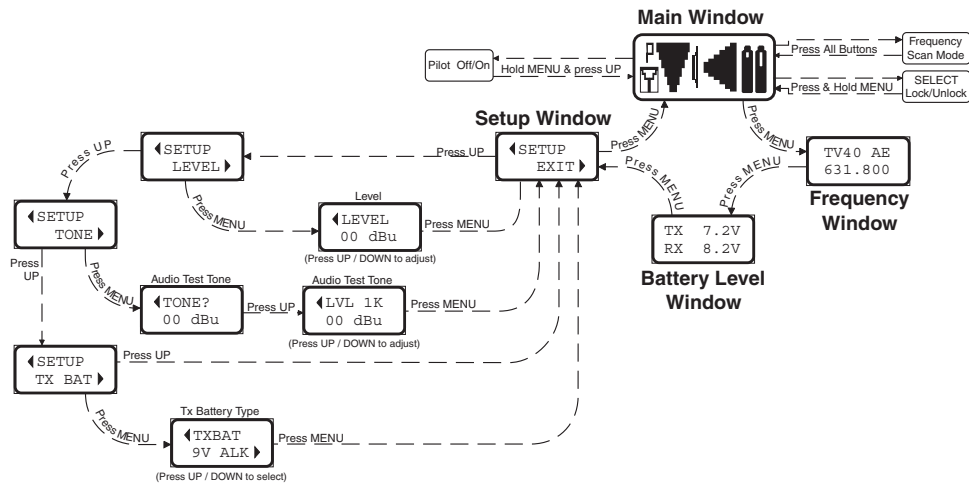 Main Window
P
Pilot Off/On
Hold MENU & press UP
Press All Buttons
Frequency
Scan Mode
Press & Hold MENU
SELECT
Lock/Unlock
Setup Window
Press MENU
Press MENU
SETUP
EXIT
Press UP
SETUP
LEVEL
Press UP
Press MENU
TV40 AE
631.800
Frequency
Window
Press MENU
Press MENU
TX 7.2V
RX 8.2V
Battery Level
Window
Level
LEVEL
00 dBu
(Press UP / DOWN to adjust)
Press MENU
Press MENU
SETUP
TONE
Press
UP
Press MENU
Audio Test Tone
TONE?
00 dBu
Press UP
Audio Test Tone
LVL 1K
00 dBu
(Press UP / DOWN to adjust)
Press MENU
SETUP
TX BAT
Press UP
Press MENU
Tx Battery Type
TXBAT
9V ALK
(Press UP / DOWN to select)
Press MENU